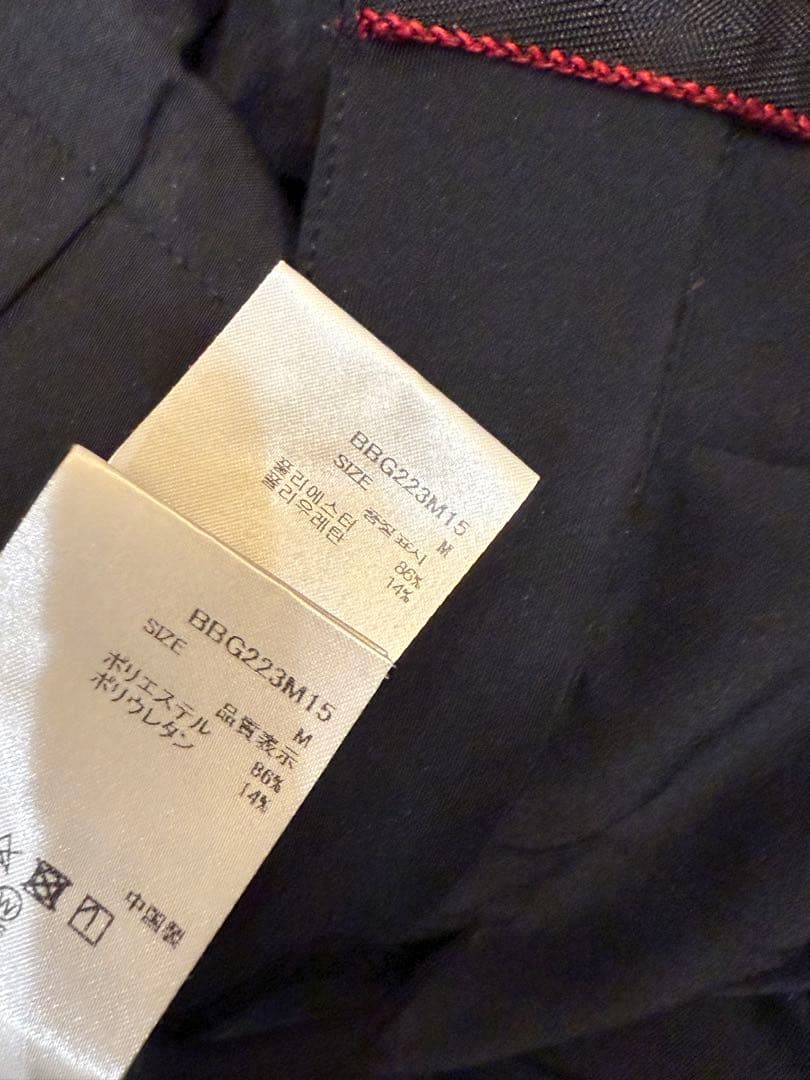 BBG223M15
SIZE M
품질표시
폴리에스터 86%
폴리우레탄 14%
BBG223M15
SIZE M
品質表示
ポリエステル 86%
ポリウレタン 14%
中国製
W